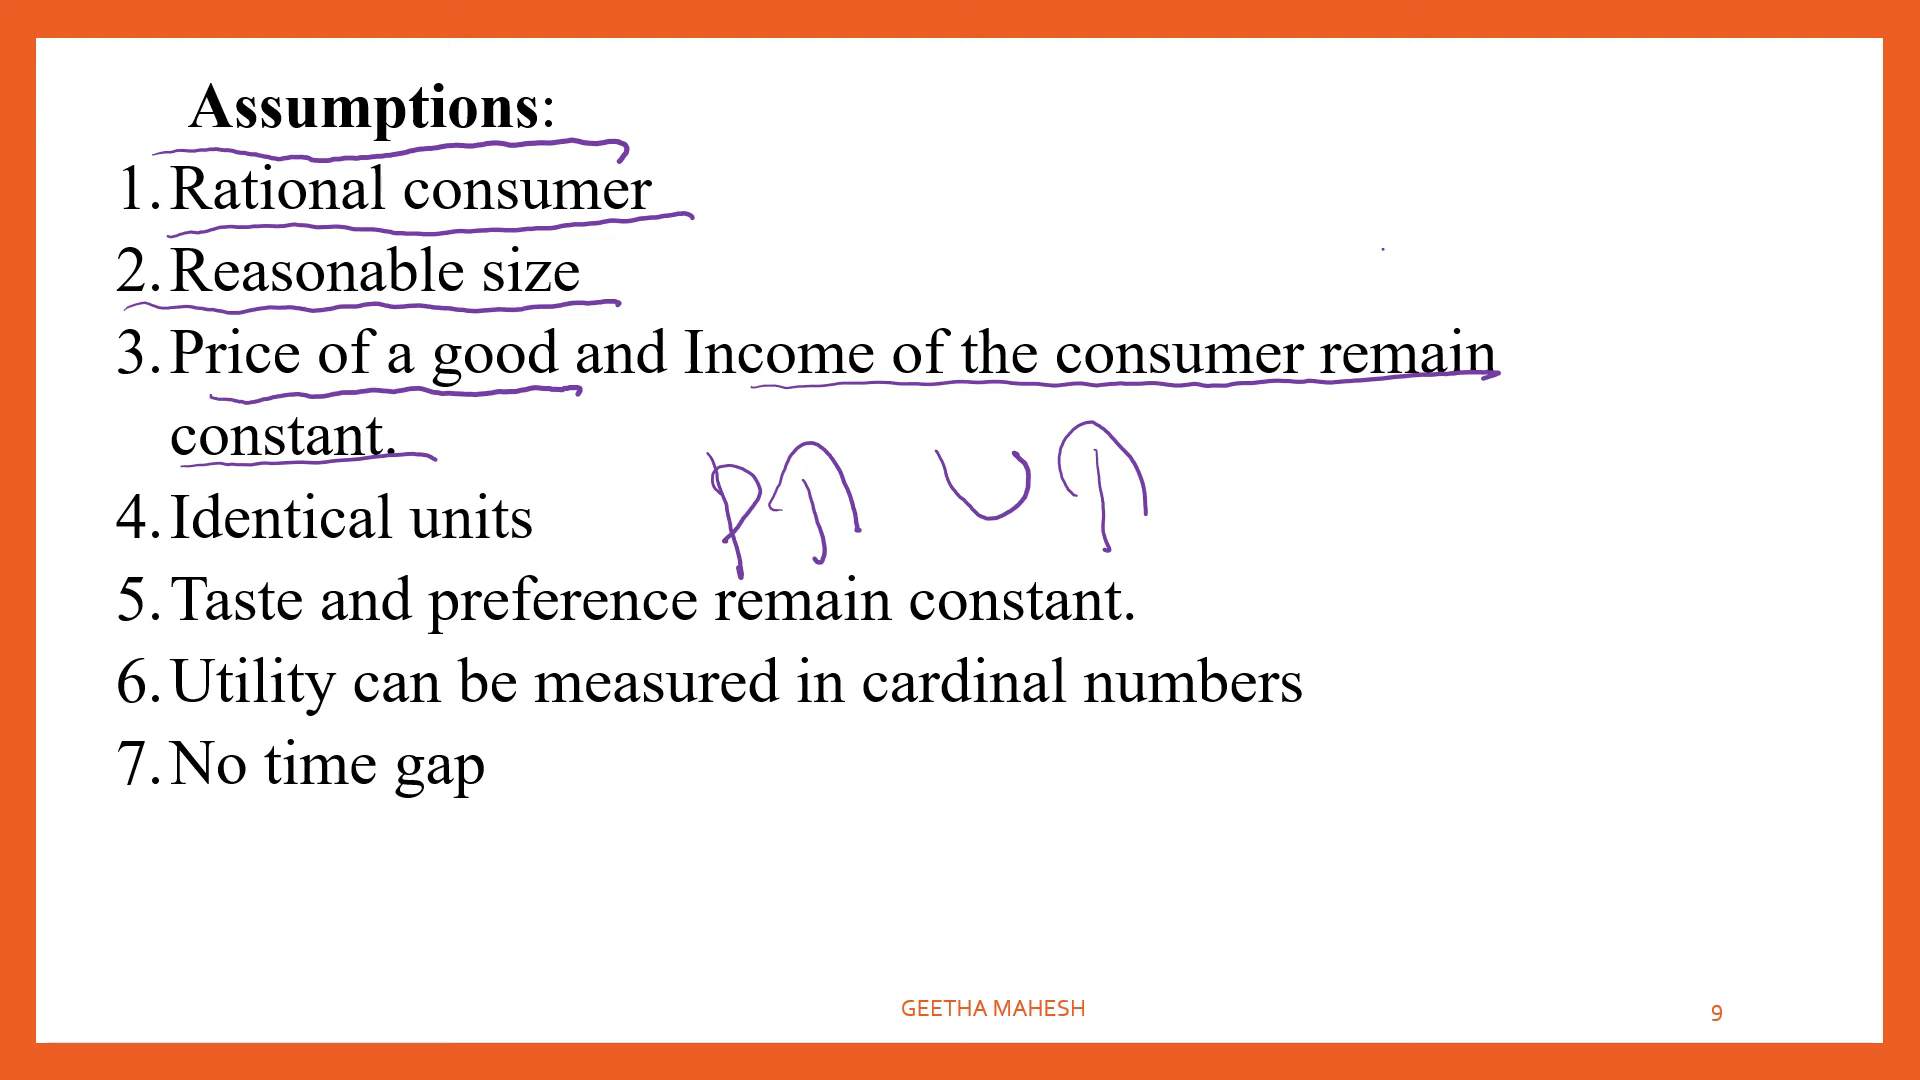 Assumptions:
1. Rational consumer
2. Reasonable size
3. Price of a good and Income of the consumer remain
constant.
P↑ U↑
4. Identical units
5. Taste and preference remain constant.
6. Utility can be measured in cardinal numbers
7. No time gap
GEETHA MAHESH
9